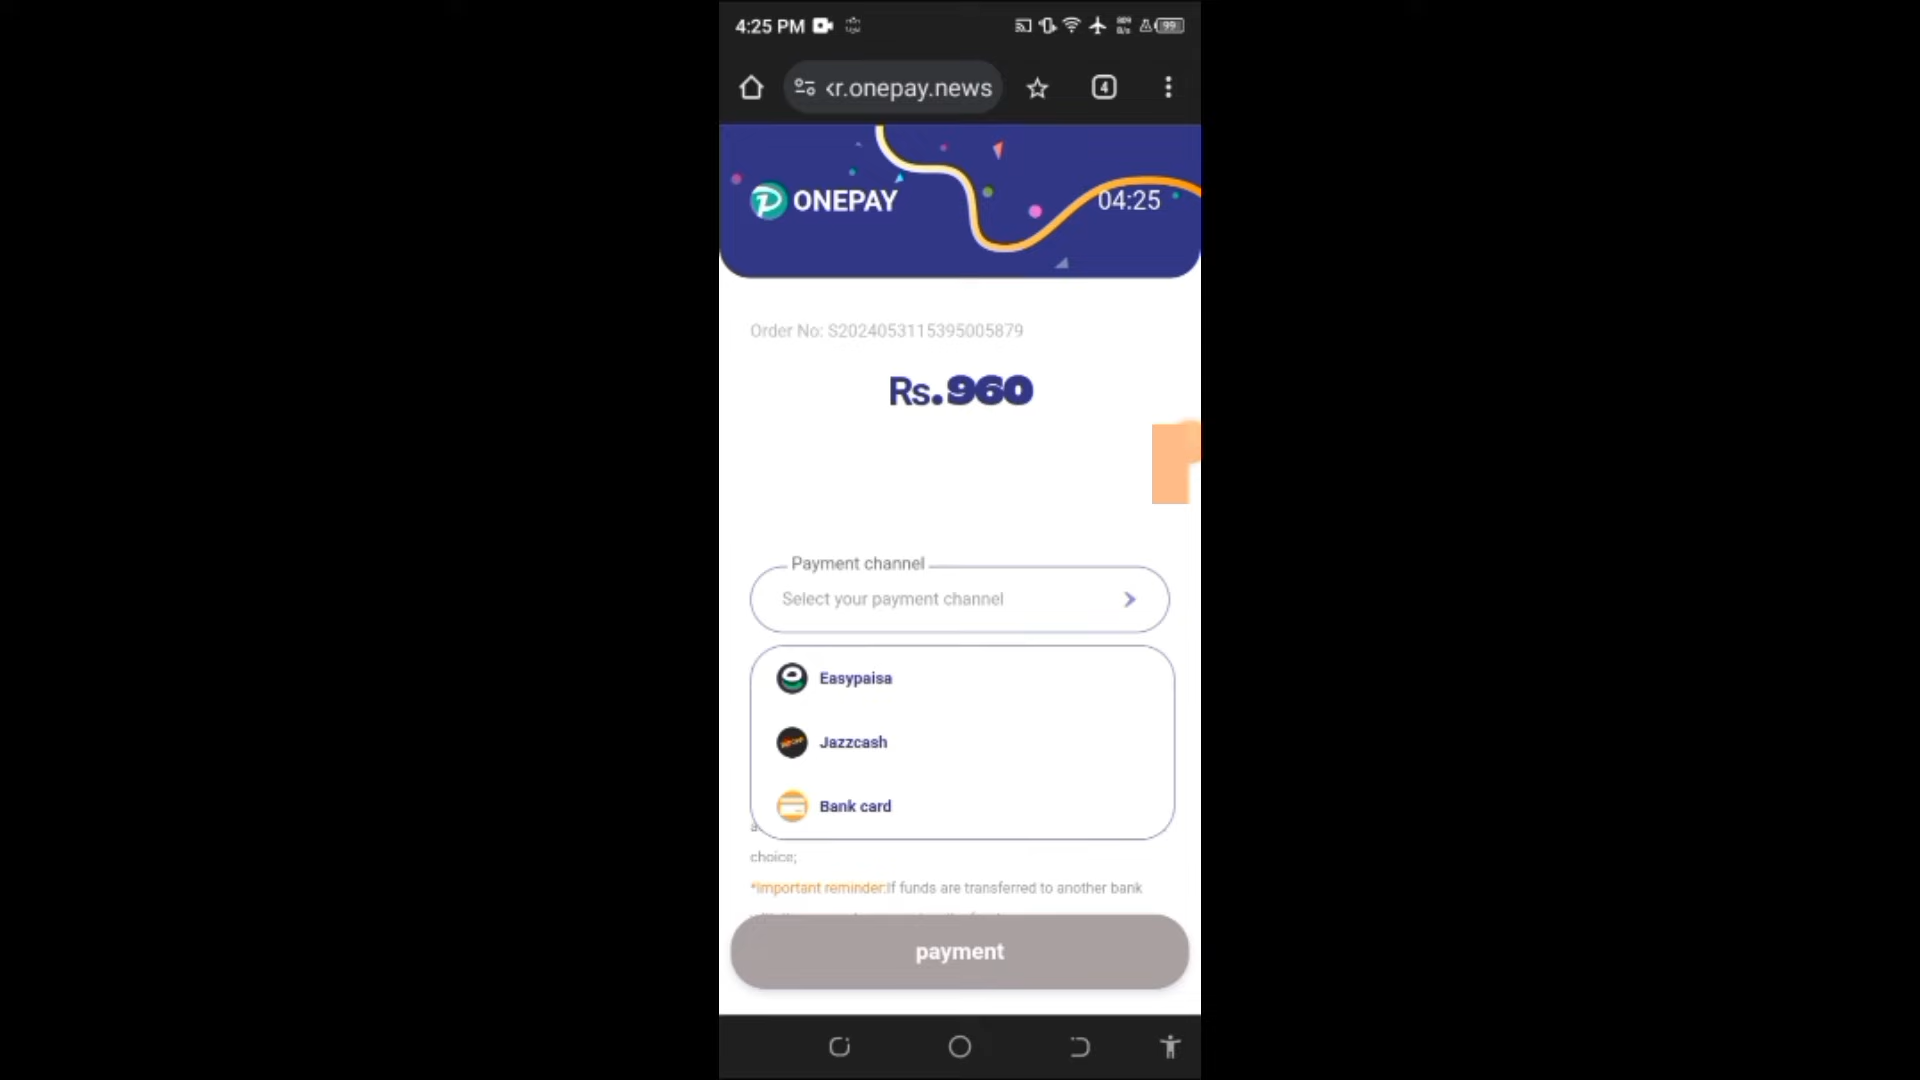 4:25 PM
99
r.onepay.news
4
ONEPAY
04:25
Order No: S2024053115395005879
Rs.960
Payment channel
Select your payment channel
Easypaisa
Jazzcash
Bank card
choice;
*Important reminder:If funds are transferred to another bank
payment